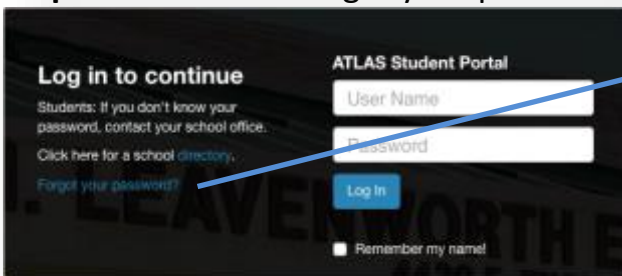 Log in to continue
Students: If you don't know your
password, contact your school office.
Click here for a school directory.
Forgot your password?
ATLAS Student Portal
User Name
Password
Log In
Remember my name!